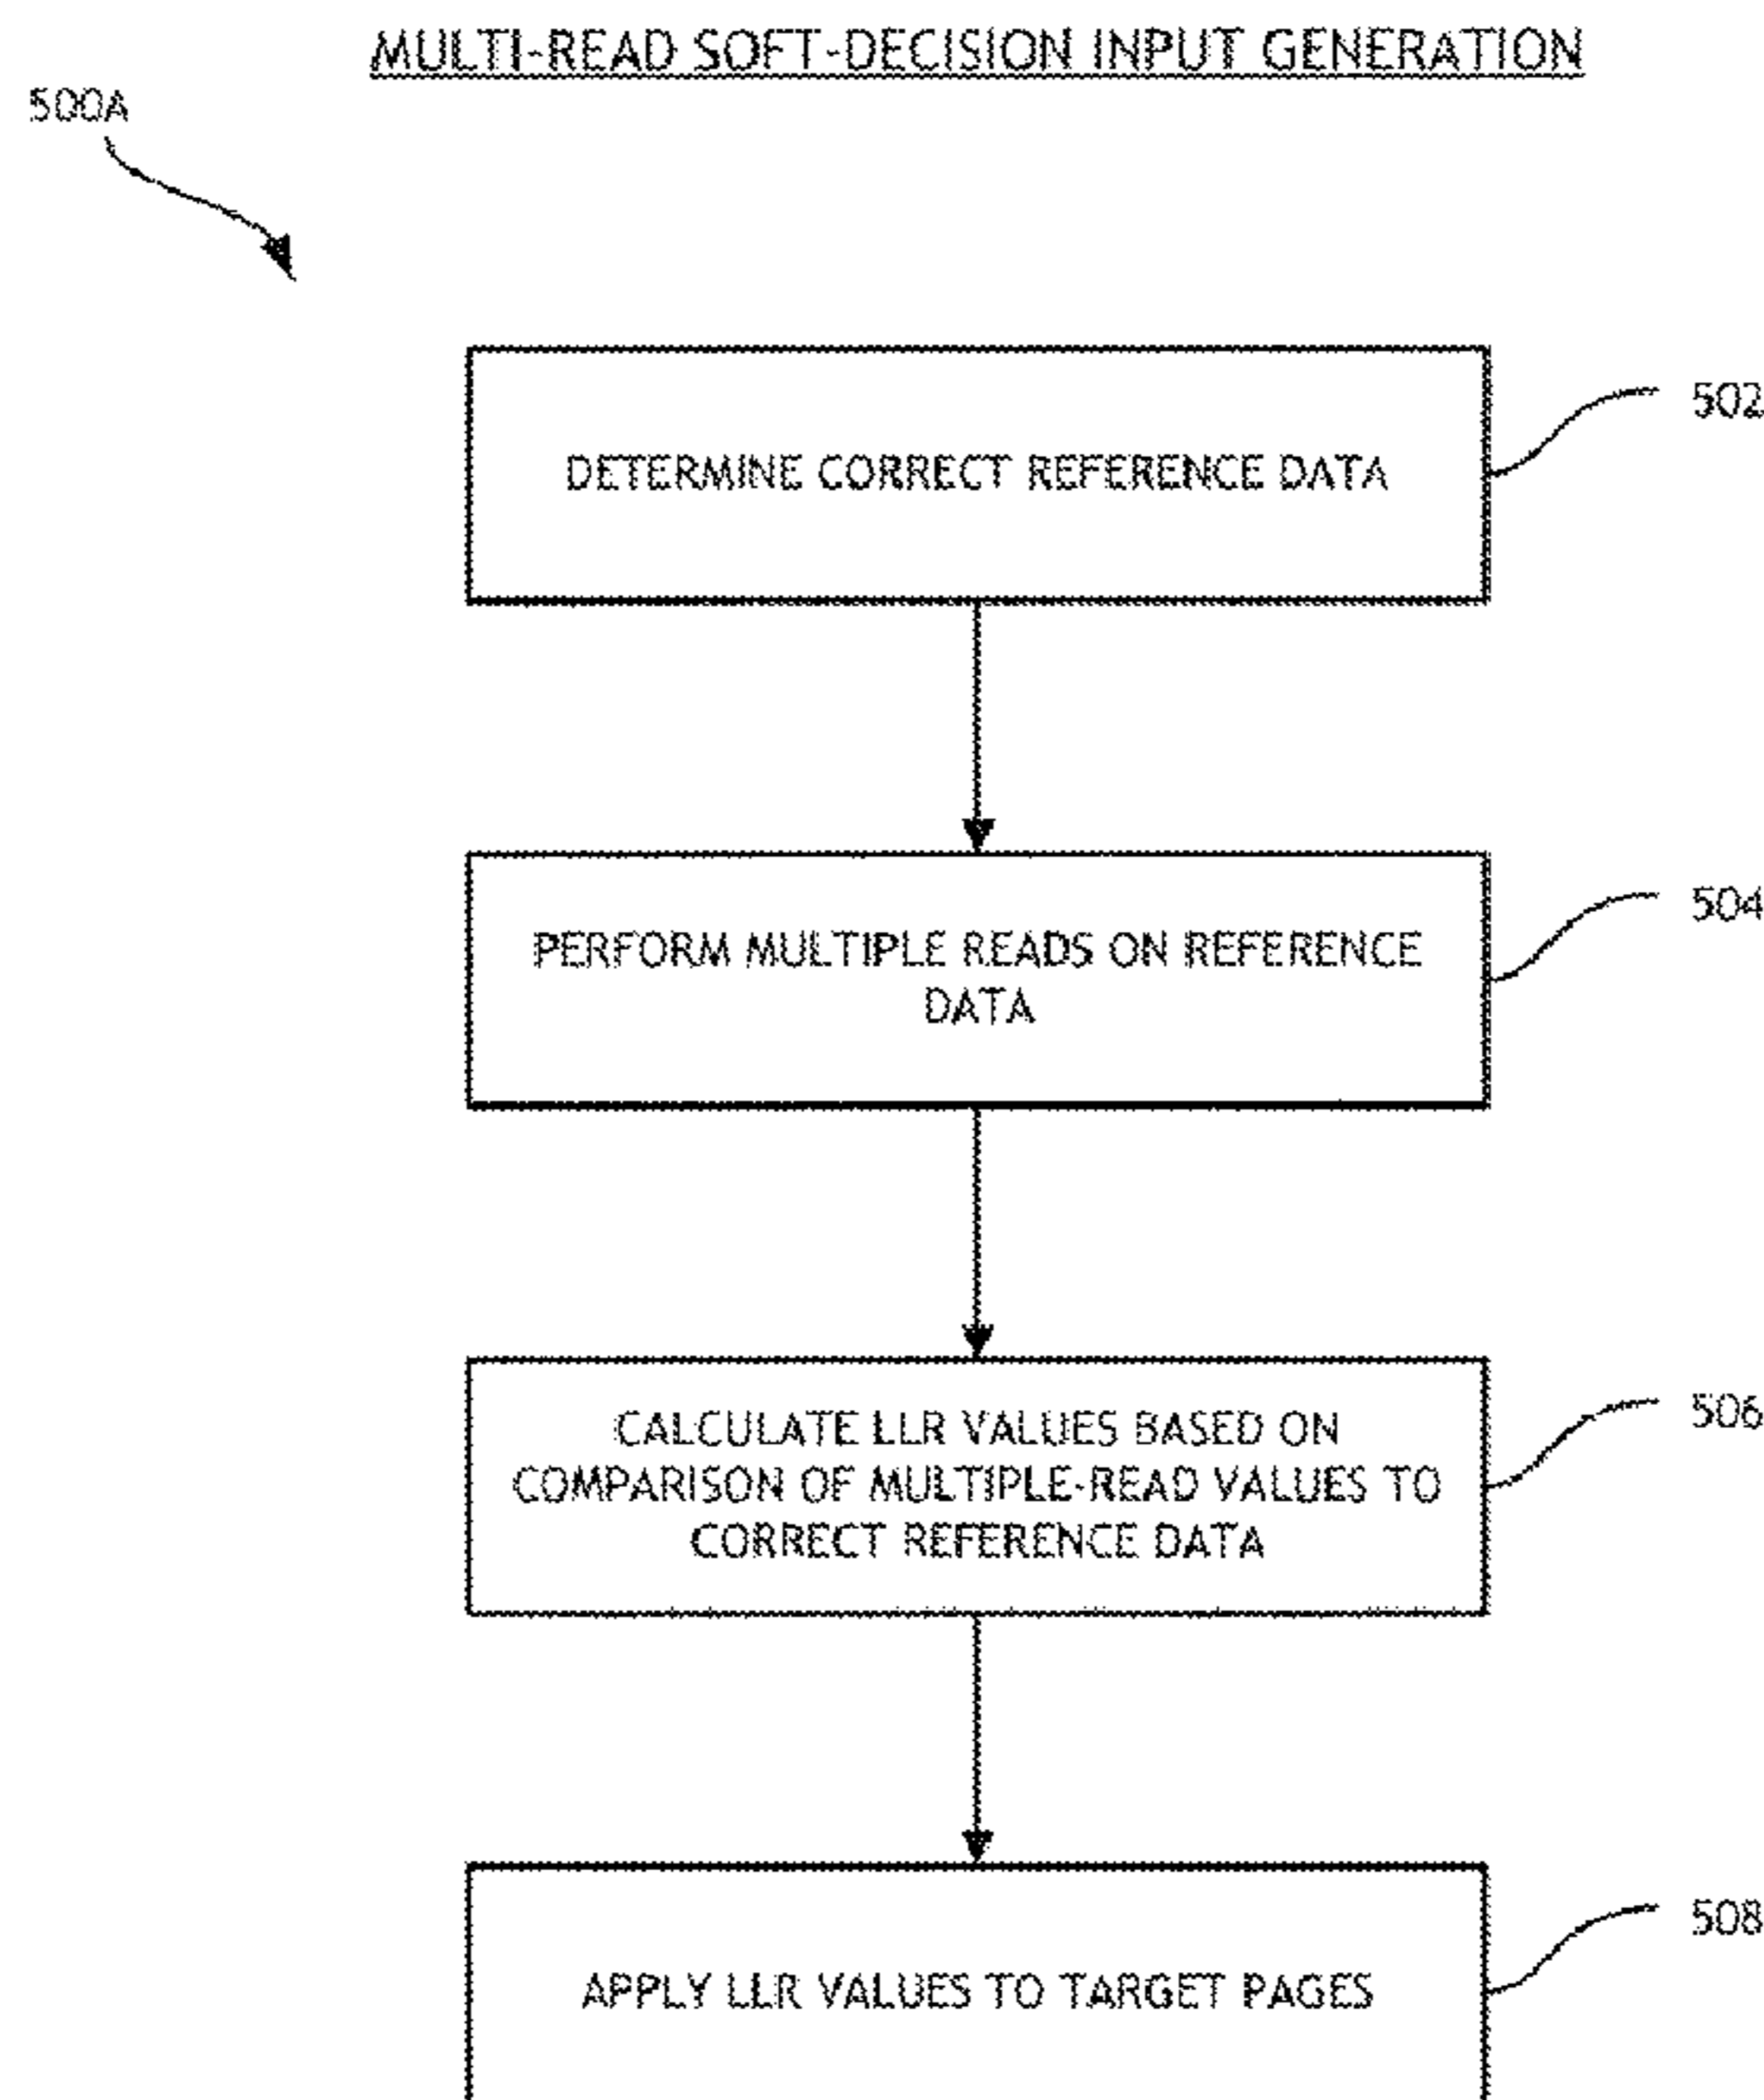 MULTI-READ SOFT-DECISION INPUT GENERATION
500A
502
DETERMINE CORRECT REFERENCE DATA
504
PERFORM MULTIPLE READS ON REFERENCE
DATA
506
CALCULATE LLR VALUES BASED ON
COMPARISON OF MULTIPLE-READ VALUES TO
CORRECT REFERENCE DATA
508
APPLY LLR VALUES TO TARGET PAGES